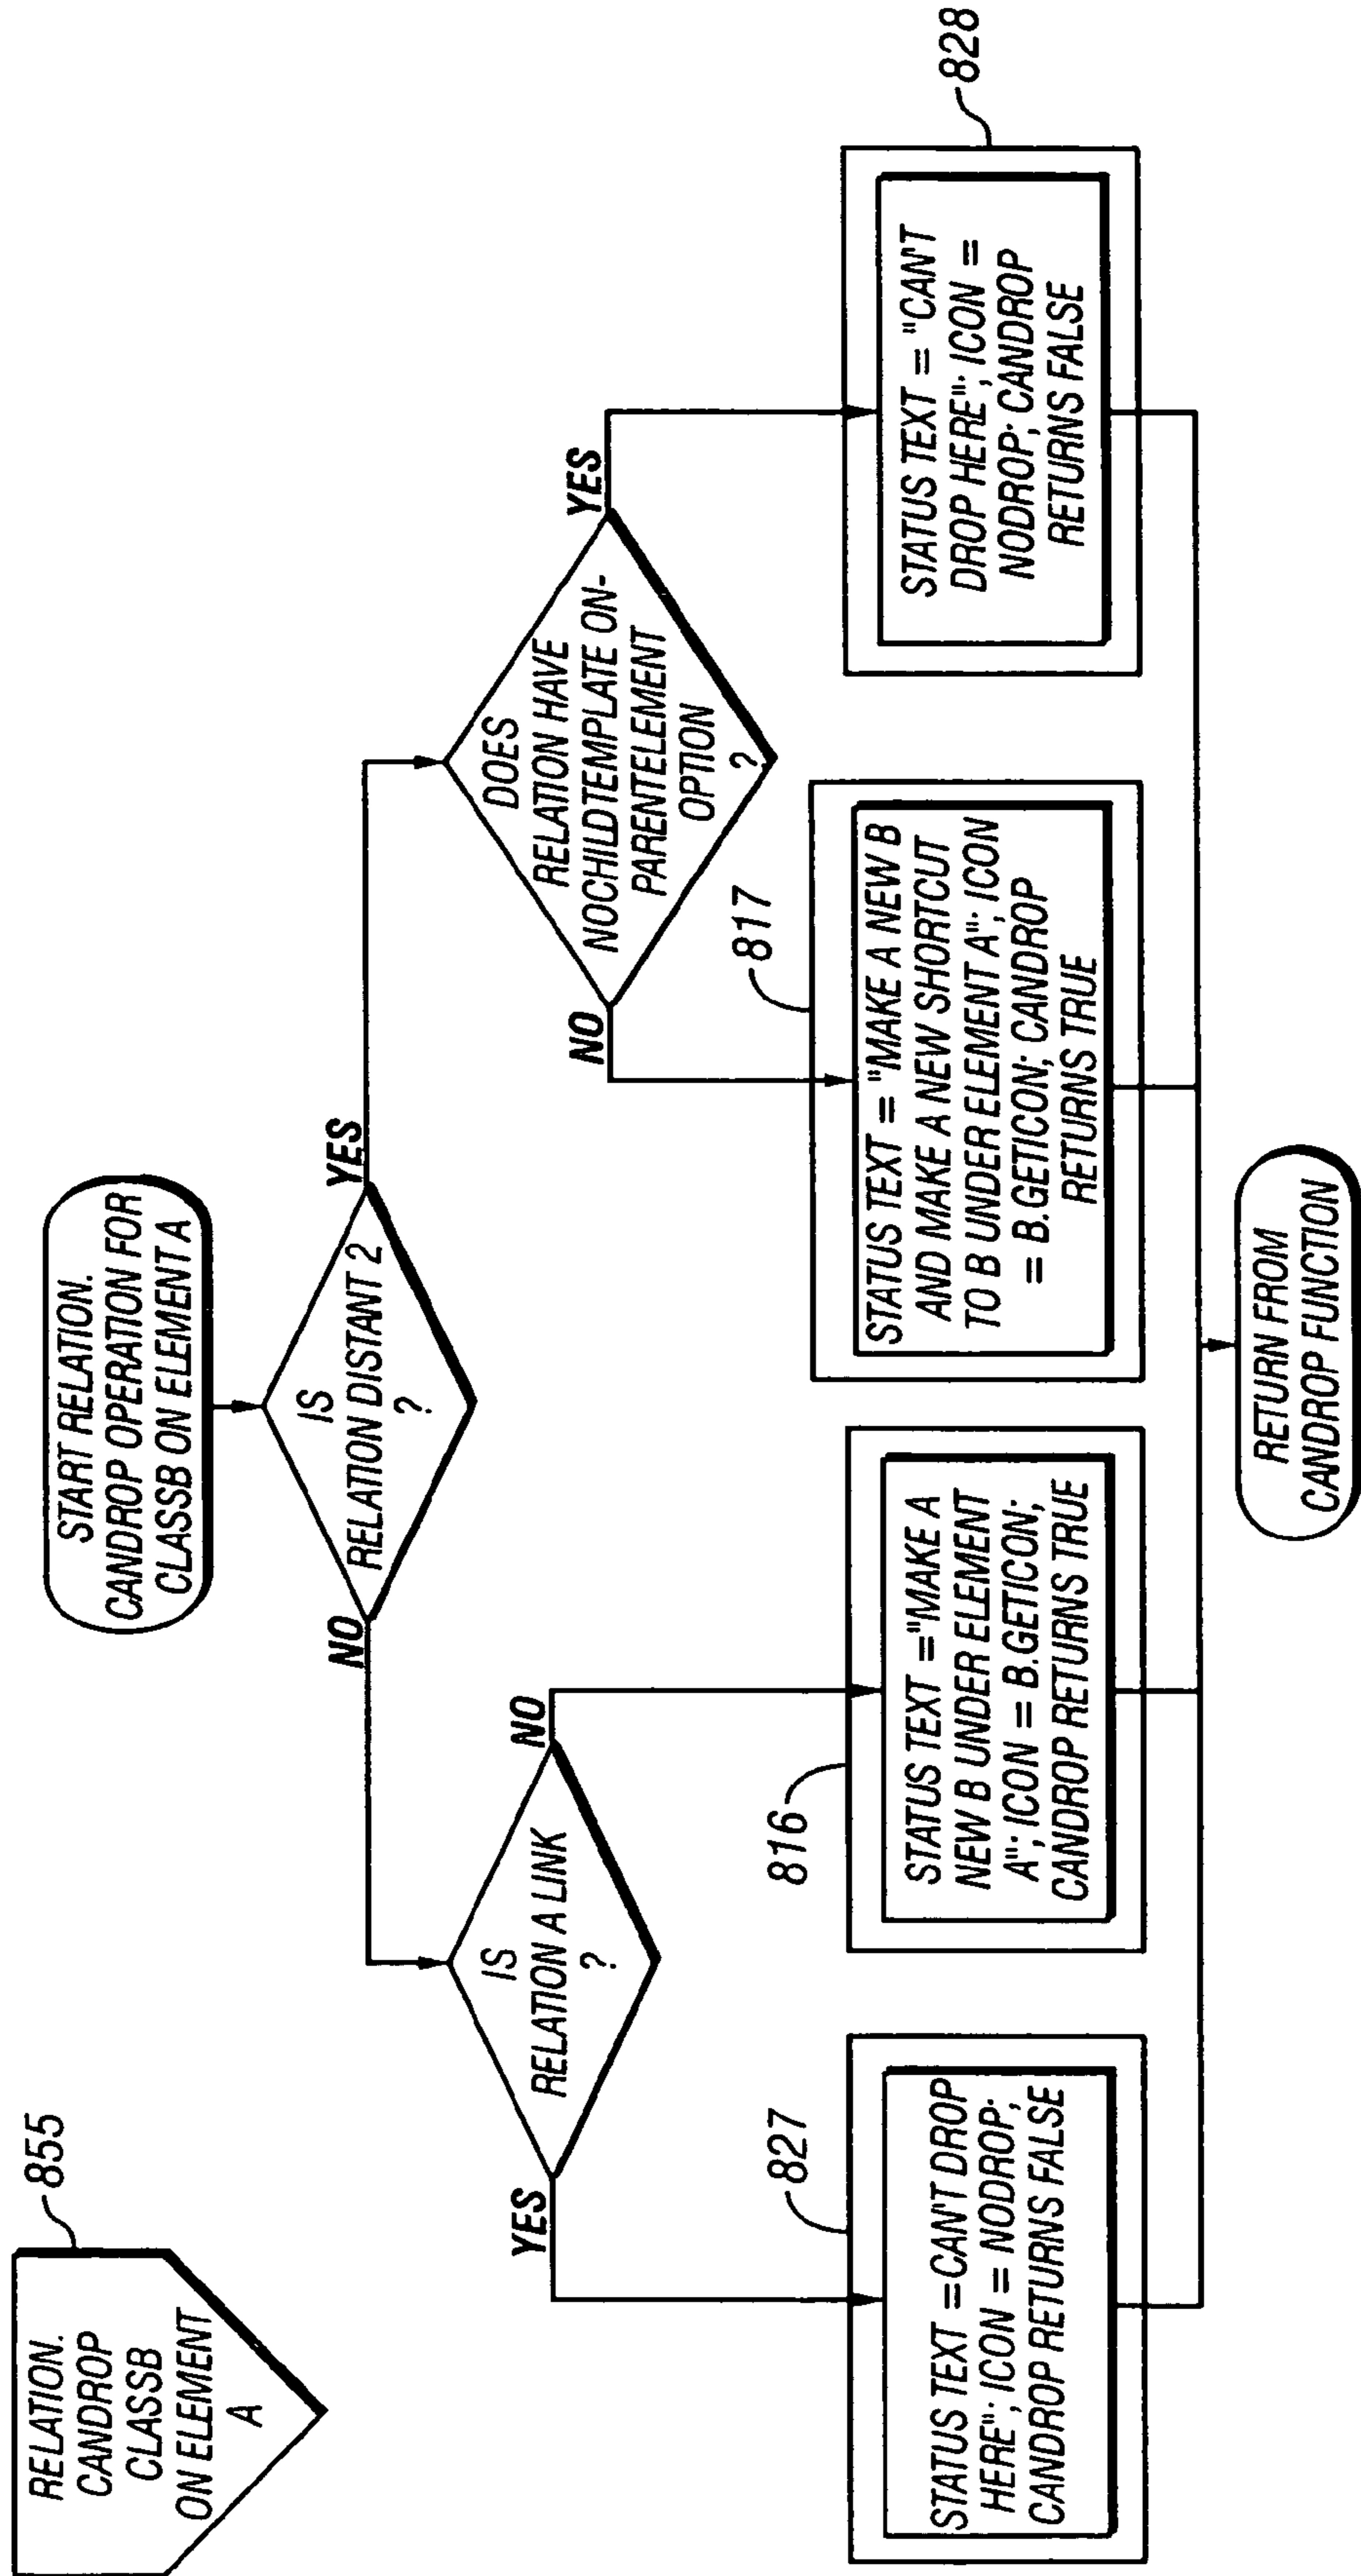 RELATION.
CANDROP
CLASSB
ON ELEMENT
A
855
START RELATION.
CANDROP OPERATION FOR
CLASSB ON ELEMENT A
IS
RELATION DISTANT 2
?
NO
YES
IS
RELATION A LINK
?
YES
NO
DOES
RELATION HAVE
NOCHILDTEMPLATE ON-
PARENTELEMENT
OPTION
?
NO
YES
827
STATUS TEXT =CAN'T DROP
HERE"; ICON = NODROP;
CANDROP RETURNS FALSE
816
STATUS TEXT ="MAKE A
NEW B UNDER ELEMENT
A"; ICON = B.GETICON;
CANDROP RETURNS TRUE
817
STATUS TEXT = "MAKE A NEW B
AND MAKE A NEW SHORTCUT
TO B UNDER ELEMENT A"; ICON
= B.GETICON; CANDROP
RETURNS TRUE
828
STATUS TEXT = "CAN'T
DROP HERE"; ICON =
NODROP; CANDROP
RETURNS FALSE
RETURN FROM
CANDROP FUNCTION